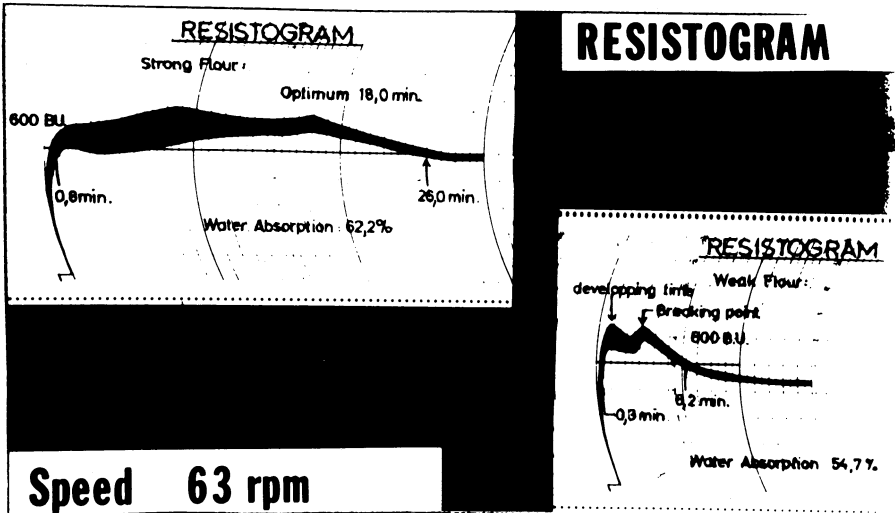 RESISTOGRAM
Strong Flour:
Optimum 18,0 min.
600 B.U.
0,8 min.
26,0 min.
Water Absorption: 62,2%
RESISTOGRAM
RESISTOGRAM
Weak Flour:
developping time
Breaking point
600 B.U.
0,3 min
8,2 min.
Water Absorption 54,7%
Speed 63 rpm